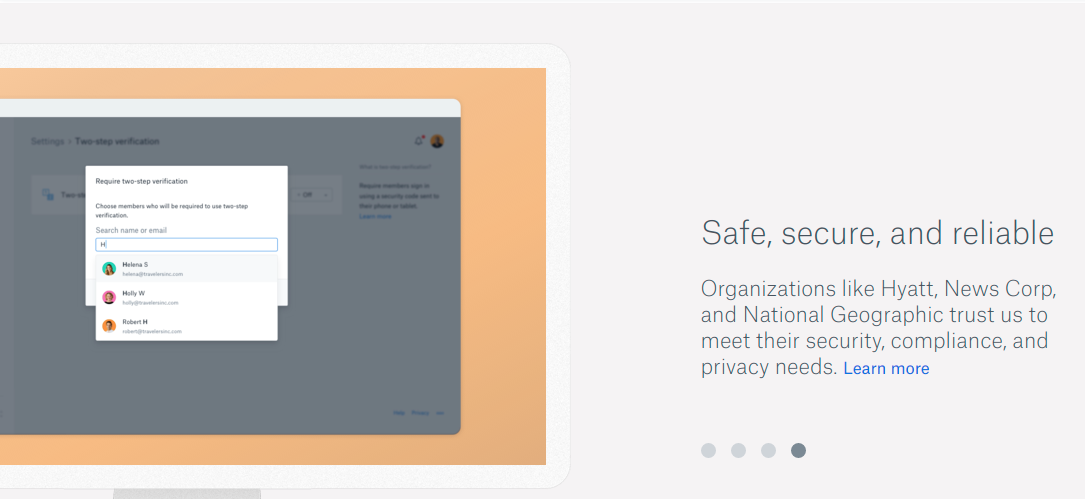 Settings > Two-step verification
Require two-step verification
Choose members who will be required to use two-step
verification.
Search name or email
H
Helena S
helena@travelersinc.com
Holly W
holly@travelersinc.com
Robert H
robert@travelersinc.com
Two-ste
Off
What is two-step verification?
Require members sign in
using a security code sent to
their phone or tablet.
Learn more
Help Privacy
Safe, secure, and reliable
Organizations like Hyatt, News Corp,
and National Geographic trust us to
meet their security, compliance, and
privacy needs. Learn more